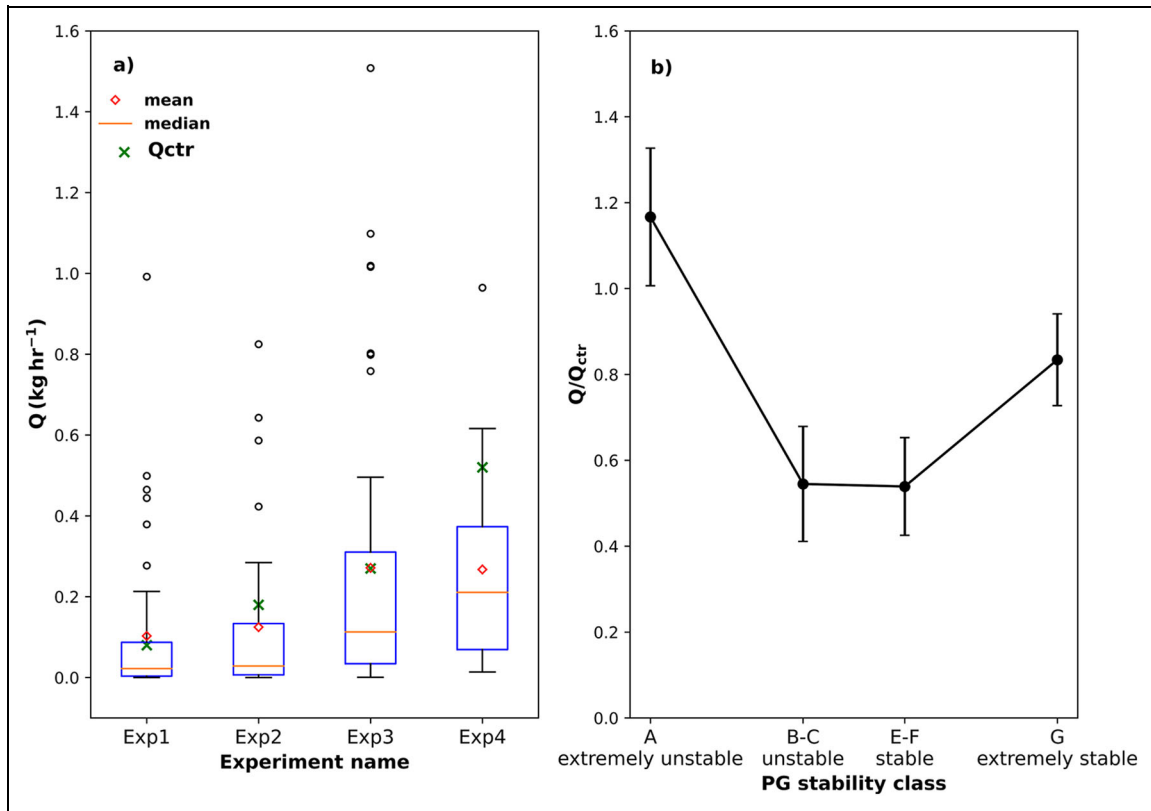 a)
mean
median
Qctr
1.6
1.4
1.2
1.0
0.8
0.6
0.4
0.2
0.0
Q (kg hr⁻¹)
Exp1 Exp2 Exp3 Exp4
Experiment name
b)
1.6
1.4
1.2
1.0
0.8
0.6
0.4
0.2
0.0
Q/Qctr
A B-C E-F G
extremely unstable unstable stable extremely stable
PG stability class